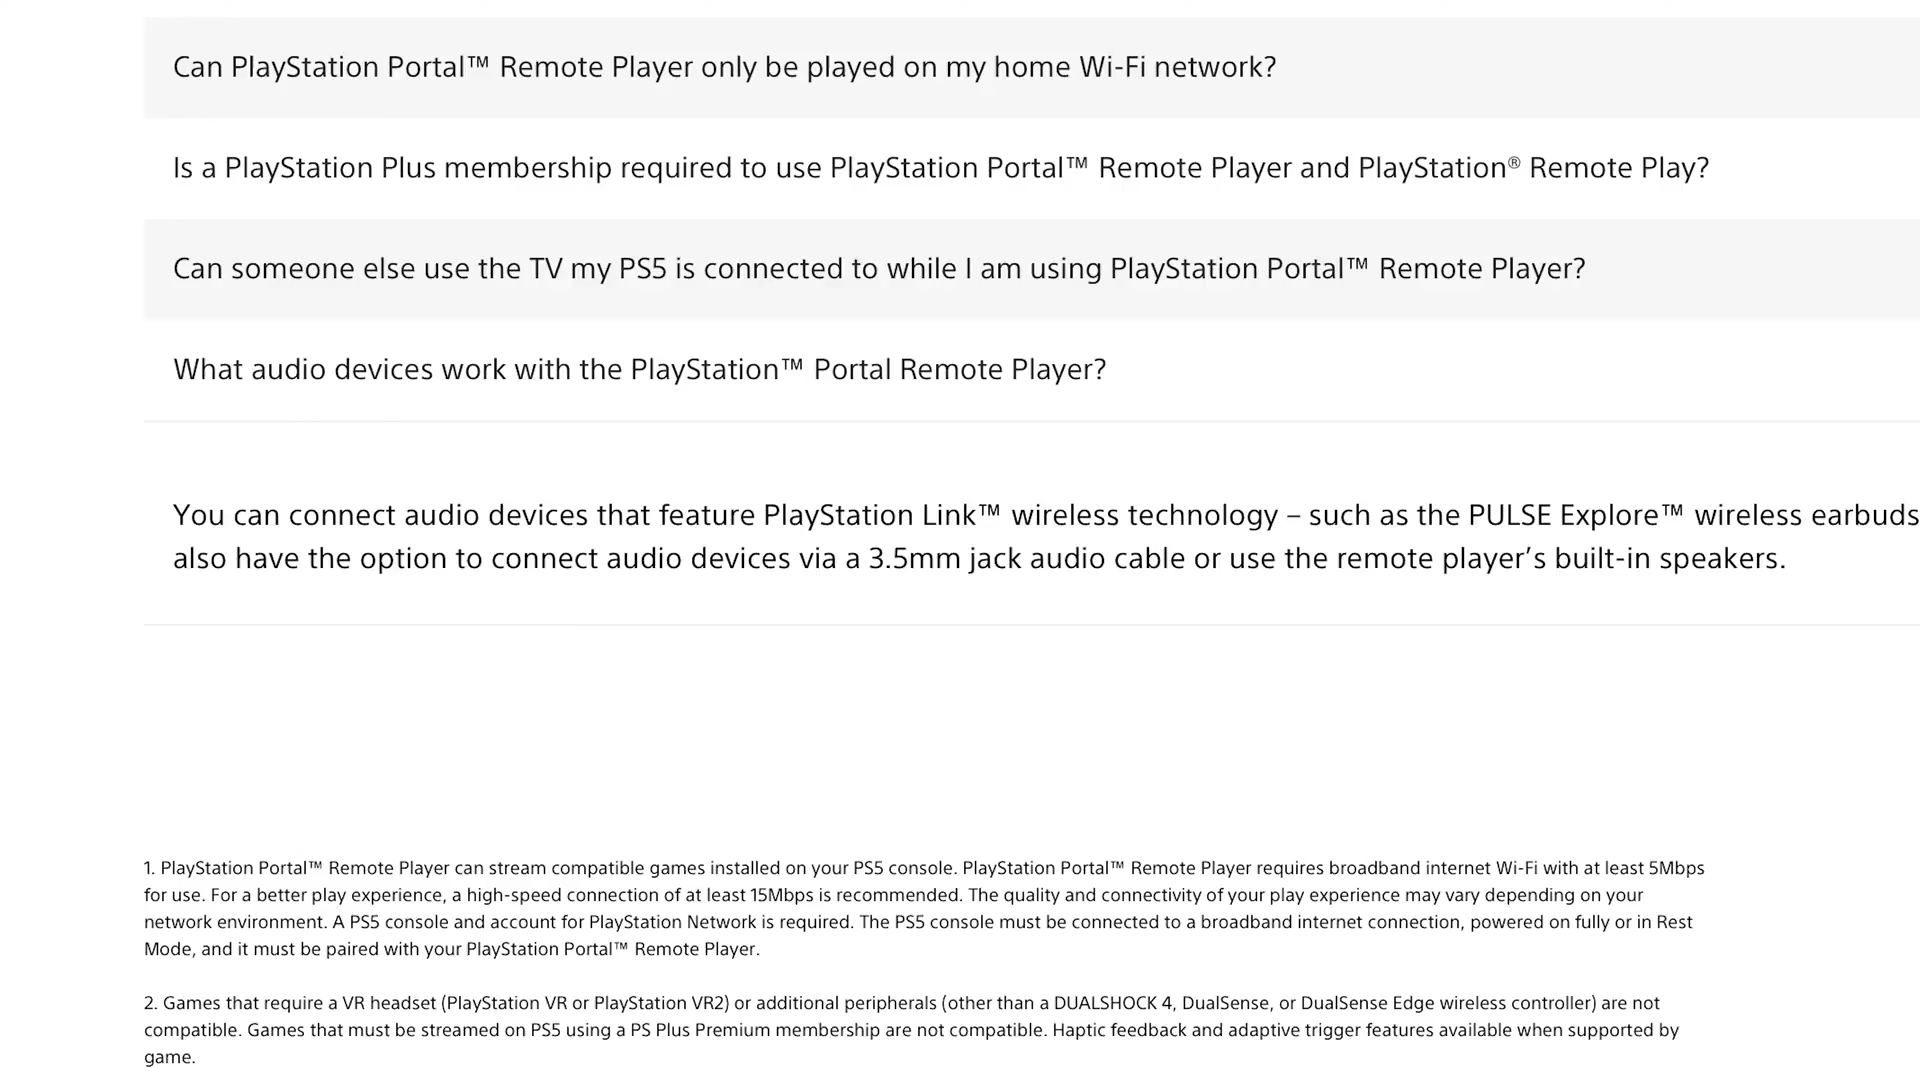 Can PlayStation Portal™ Remote Player only be played on my home Wi-Fi network?
Is a PlayStation Plus membership required to use PlayStation Portal™ Remote Player and PlayStation® Remote Play?
Can someone else use the TV my PS5 is connected to while I am using PlayStation Portal™ Remote Player?
What audio devices work with the PlayStation™ Portal Remote Player?
You can connect audio devices that feature PlayStation Link™ wireless technology – such as the PULSE Explore™ wireless earbuds
also have the option to connect audio devices via a 3.5mm jack audio cable or use the remote player’s built-in speakers.
1. PlayStation Portal™ Remote Player can stream compatible games installed on your PS5 console. PlayStation Portal™ Remote Player requires broadband internet Wi-Fi with at least 5Mbps
for use. For a better play experience, a high-speed connection of at least 15Mbps is recommended. The quality and connectivity of your play experience may vary depending on your
network environment. A PS5 console and account for PlayStation Network is required. The PS5 console must be connected to a broadband internet connection, powered on fully or in Rest
Mode, and it must be paired with your PlayStation Portal™ Remote Player.
2. Games that require a VR headset (PlayStation VR or PlayStation VR2) or additional peripherals (other than a DUALSHOCK 4, DualSense, or DualSense Edge wireless controller) are not
compatible. Games that must be streamed on PS5 using a PS Plus Premium membership are not compatible. Haptic feedback and adaptive trigger features available when supported by
game.